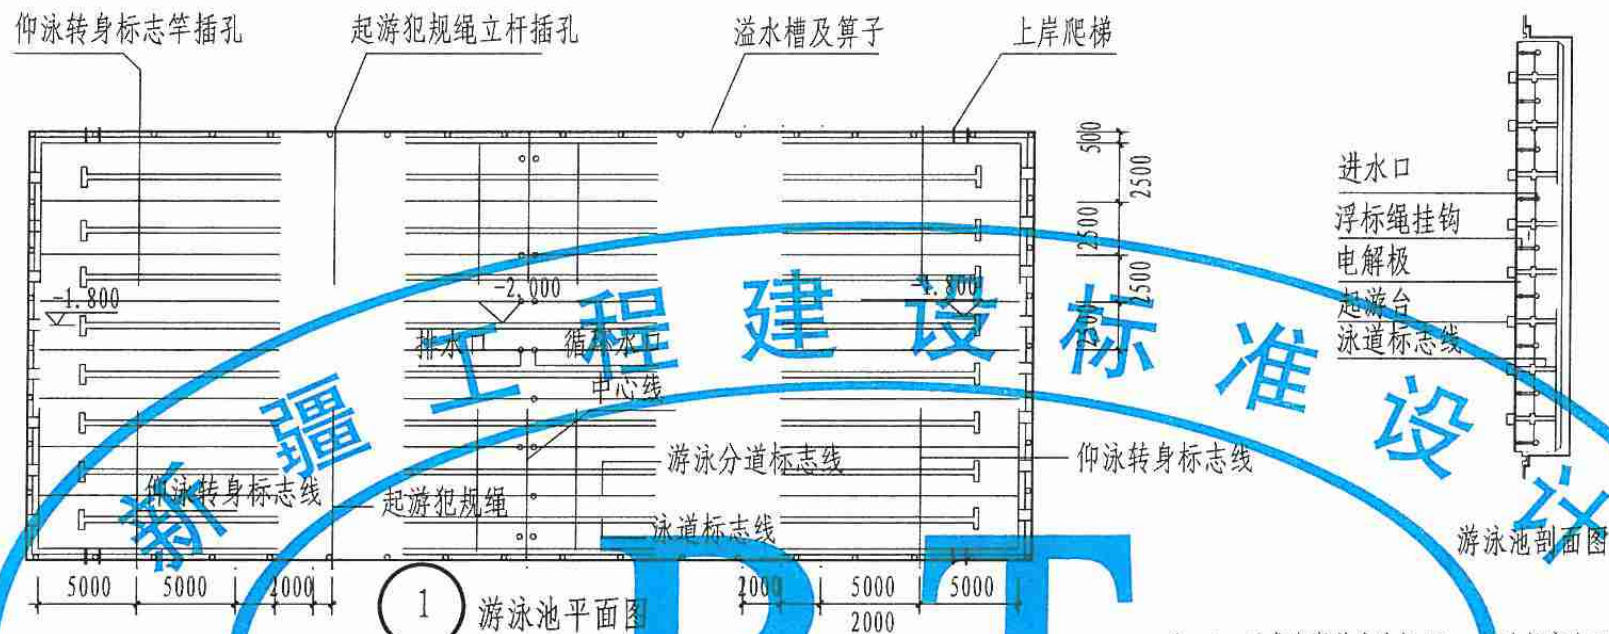 仰泳转身标志竿插孔
起游犯规绳立杆插孔
溢水槽及箅子
上岸爬梯
500
2500
2500
2500
2500
进水口
浮标绳挂钩
电解极
起游台
泳道标志线
-1.800
-2.000
-1.800
排水口
循环水口
中心线
游泳分道标志线
仰泳转身标志线
仰泳转身标志线
起游犯规绳
泳道标志线
游泳池剖面图
5000
5000
2000
2000
5000
5000
2000
1
游泳池平面图
新疆工程建设标准设计